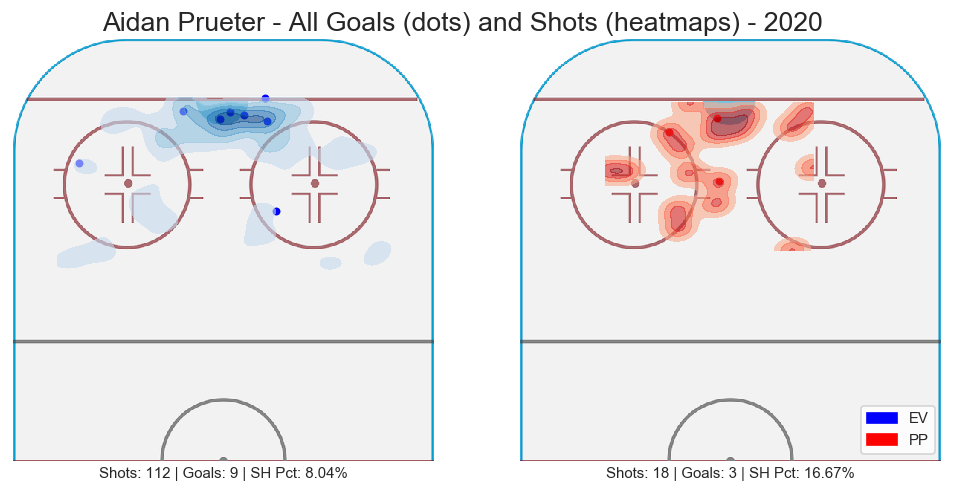 Aidan Prueter - All Goals (dots) and Shots (heatmaps) - 2020
EV
PP
Shots: 112 | Goals: 9 | SH Pct: 8.04%
Shots: 18 | Goals: 3 | SH Pct: 16.67%